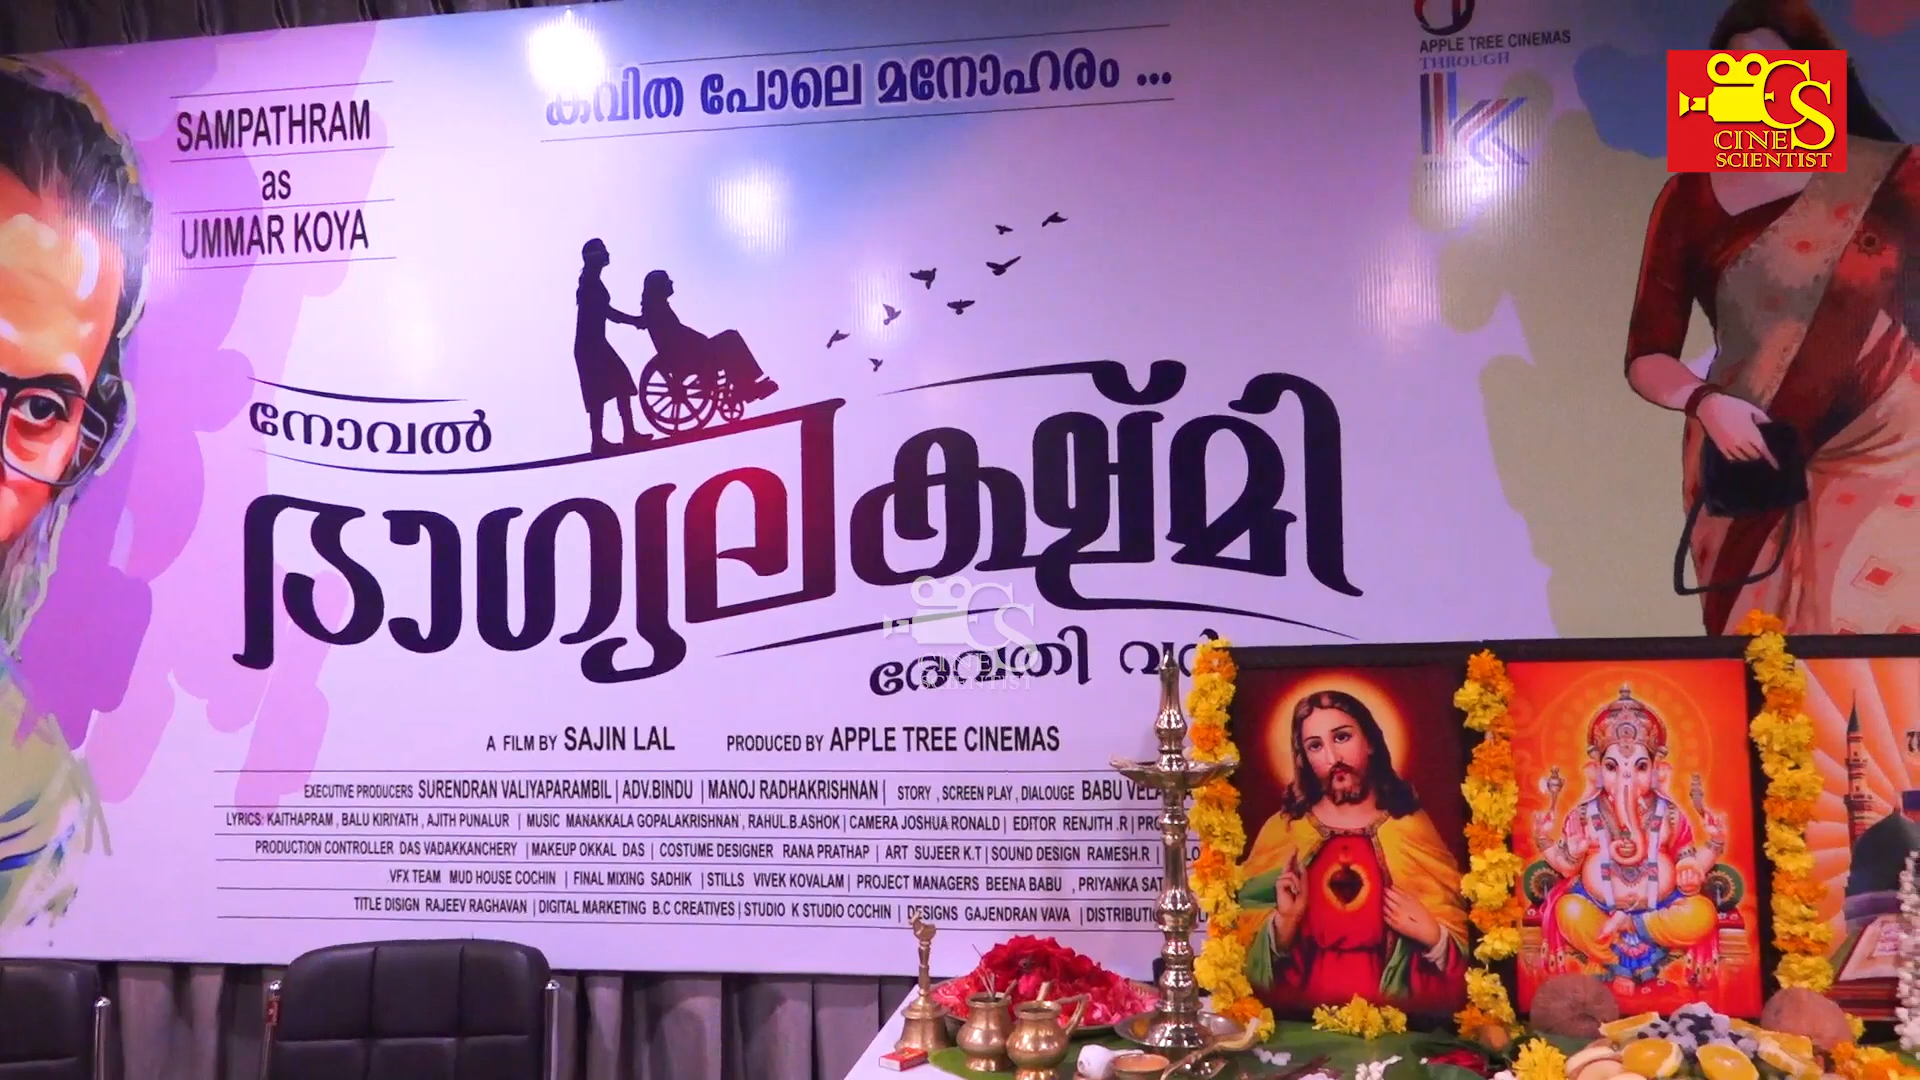 കവിത പോലെ മനോഹരം ...
APPLE TREE CINEMAS
THROUGH
CS
CINE
SCIENTIST
SAMPATHRAM
as
UMMAR KOYA
നോവൽ
ഭാഗ്യലക്ഷ്മി
രേവതി
A FILM BY SAJIN LAL PRODUCED BY APPLE TREE CINEMAS
EXECUTIVE PRODUCERS SURENDRAN VALIYAPARAMBIL | ADV.BINDU | MANOJ RADHAKRISHNAN | STORY , SCREEN PLAY , DIALOUGE BABU
LYRICS: KAITHAPRAM , BALU KIRIYATH , AJITH PUNALUR | MUSIC MANAKKALA GOPALAKRISHNAN , RAHUL.B.ASHOK | CAMERA JOSHUA RONALD | EDITOR RENJITH .R |
PRODUCTION CONTROLLER DAS VADAKKANCHERY | MAKEUP OKKAL DAS | COSTUME DESIGNER RANA PRATHAP | ART SUJEER K.T | SOUND DESIGN RAMESH.R |
VFX TEAM MUD HOUSE COCHIN | FINAL MIXING SADHIK | STILLS VIVEK KOVALAM | PROJECT MANAGERS BEENA BABU , PRIYANKA
TITLE DISIGN RAJEEV RAGHAVAN | DIGITAL MARKETING B.C CREATIVES | STUDIO K STUDIO COCHIN | DESIGNS GAJENDRAN VAVA |
CINE
SCIENTIST